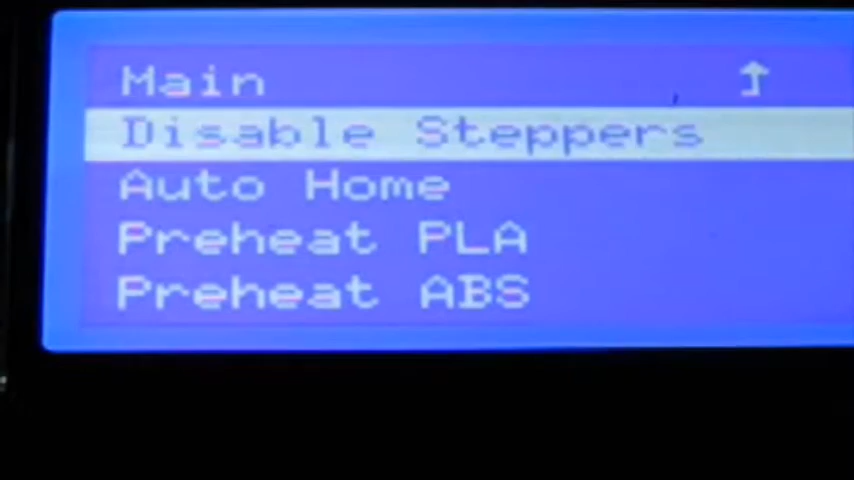 Main ↑
Disable Steppers
Auto Home
Preheat PLA
Preheat ABS